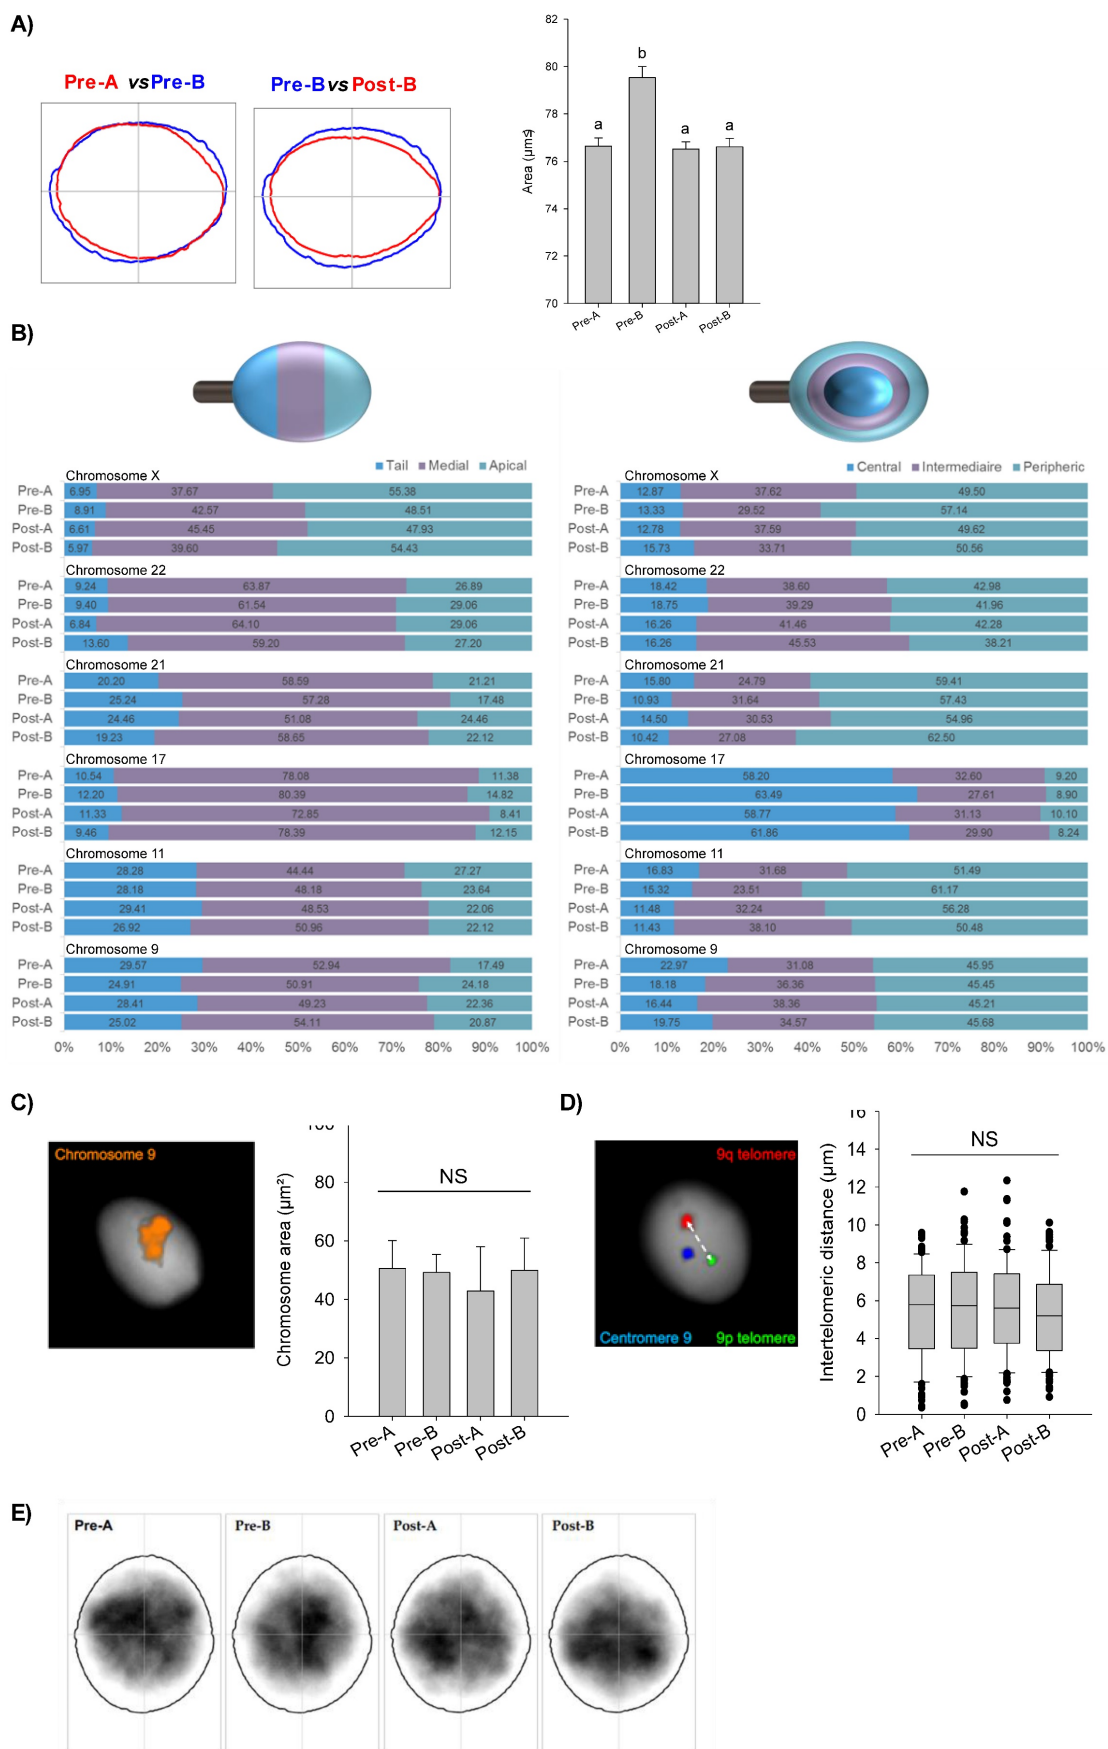 A)
Pre-A vs Pre-B
Pre-B vs Post-B
82
80
78
76
74
72
70
Area (µm²)
a
b
a
a
Pre-A
Pre-B
Post-A
Post-B
B)
Tail Medial Apical
Chromosome X
Pre-A 6.95 37.67 55.38
Pre-B 8.91 42.57 48.51
Post-A 6.61 45.45 47.93
Post-B 5.97 39.60 54.43
Chromosome 22
Pre-A 9.24 63.87 26.89
Pre-B 9.40 61.54 29.06
Post-A 6.84 64.10 29.06
Post-B 13.60 59.20 27.20
Chromosome 21
Pre-A 20.20 58.59 21.21
Pre-B 25.24 57.28 17.48
Post-A 24.46 51.08 24.46
Post-B 19.23 58.65 22.12
Chromosome 17
Pre-A 10.54 78.08 11.38
Pre-B 12.20 80.39 14.82
Post-A 11.33 72.85 8.41
Post-B 9.46 78.39 12.15
Chromosome 11
Pre-A 28.28 44.44 27.27
Pre-B 28.18 48.18 23.64
Post-A 29.41 48.53 22.06
Post-B 26.92 50.96 22.12
Chromosome 9
Pre-A 29.57 52.94 17.49
Pre-B 24.91 50.91 24.18
Post-A 28.41 49.23 22.36
Post-B 25.02 54.11 20.87
0% 10% 20% 30% 40% 50% 60% 70% 80% 90% 100%
Central Intermediaire Peripheric
Chromosome X
Pre-A 12.87 37.62 49.50
Pre-B 13.33 29.52 57.14
Post-A 12.78 37.59 49.62
Post-B 15.73 33.71 50.56
Chromosome 22
Pre-A 18.42 38.60 42.98
Pre-B 18.75 39.29 41.96
Post-A 16.26 41.46 42.28
Post-B 16.26 45.53 38.21
Chromosome 21
Pre-A 15.80 24.79 59.41
Pre-B 10.93 31.64 57.43
Post-A 14.50 30.53 54.96
Post-B 10.42 27.08 62.50
Chromosome 17
Pre-A 58.20 32.60 9.20
Pre-B 63.49 27.61 8.90
Post-A 58.77 31.13 10.10
Post-B 61.86 29.90 8.24
Chromosome 11
Pre-A 16.83 31.68 51.49
Pre-B 15.32 23.51 61.17
Post-A 11.48 32.24 56.28
Post-B 11.43 38.10 50.48
Chromosome 9
Pre-A 22.97 31.08 45.95
Pre-B 18.18 36.36 45.45
Post-A 16.44 38.36 45.21
Post-B 19.75 34.57 45.68
0% 10% 20% 30% 40% 50% 60% 70% 80% 90% 100%
C)
Chromosome 9
100
80
60
40
20
0
Chromosome area (µm²)
NS
Pre-A
Pre-B
Post-A
Post-B
D)
9q telomere
Centromere 9
9p telomere
16
14
12
10
8
6
4
2
0
Intertelomeric distance (µm)
NS
Pre-A
Pre-B
Post-A
Post-B
E)
Pre-A
Pre-B
Post-A
Post-B